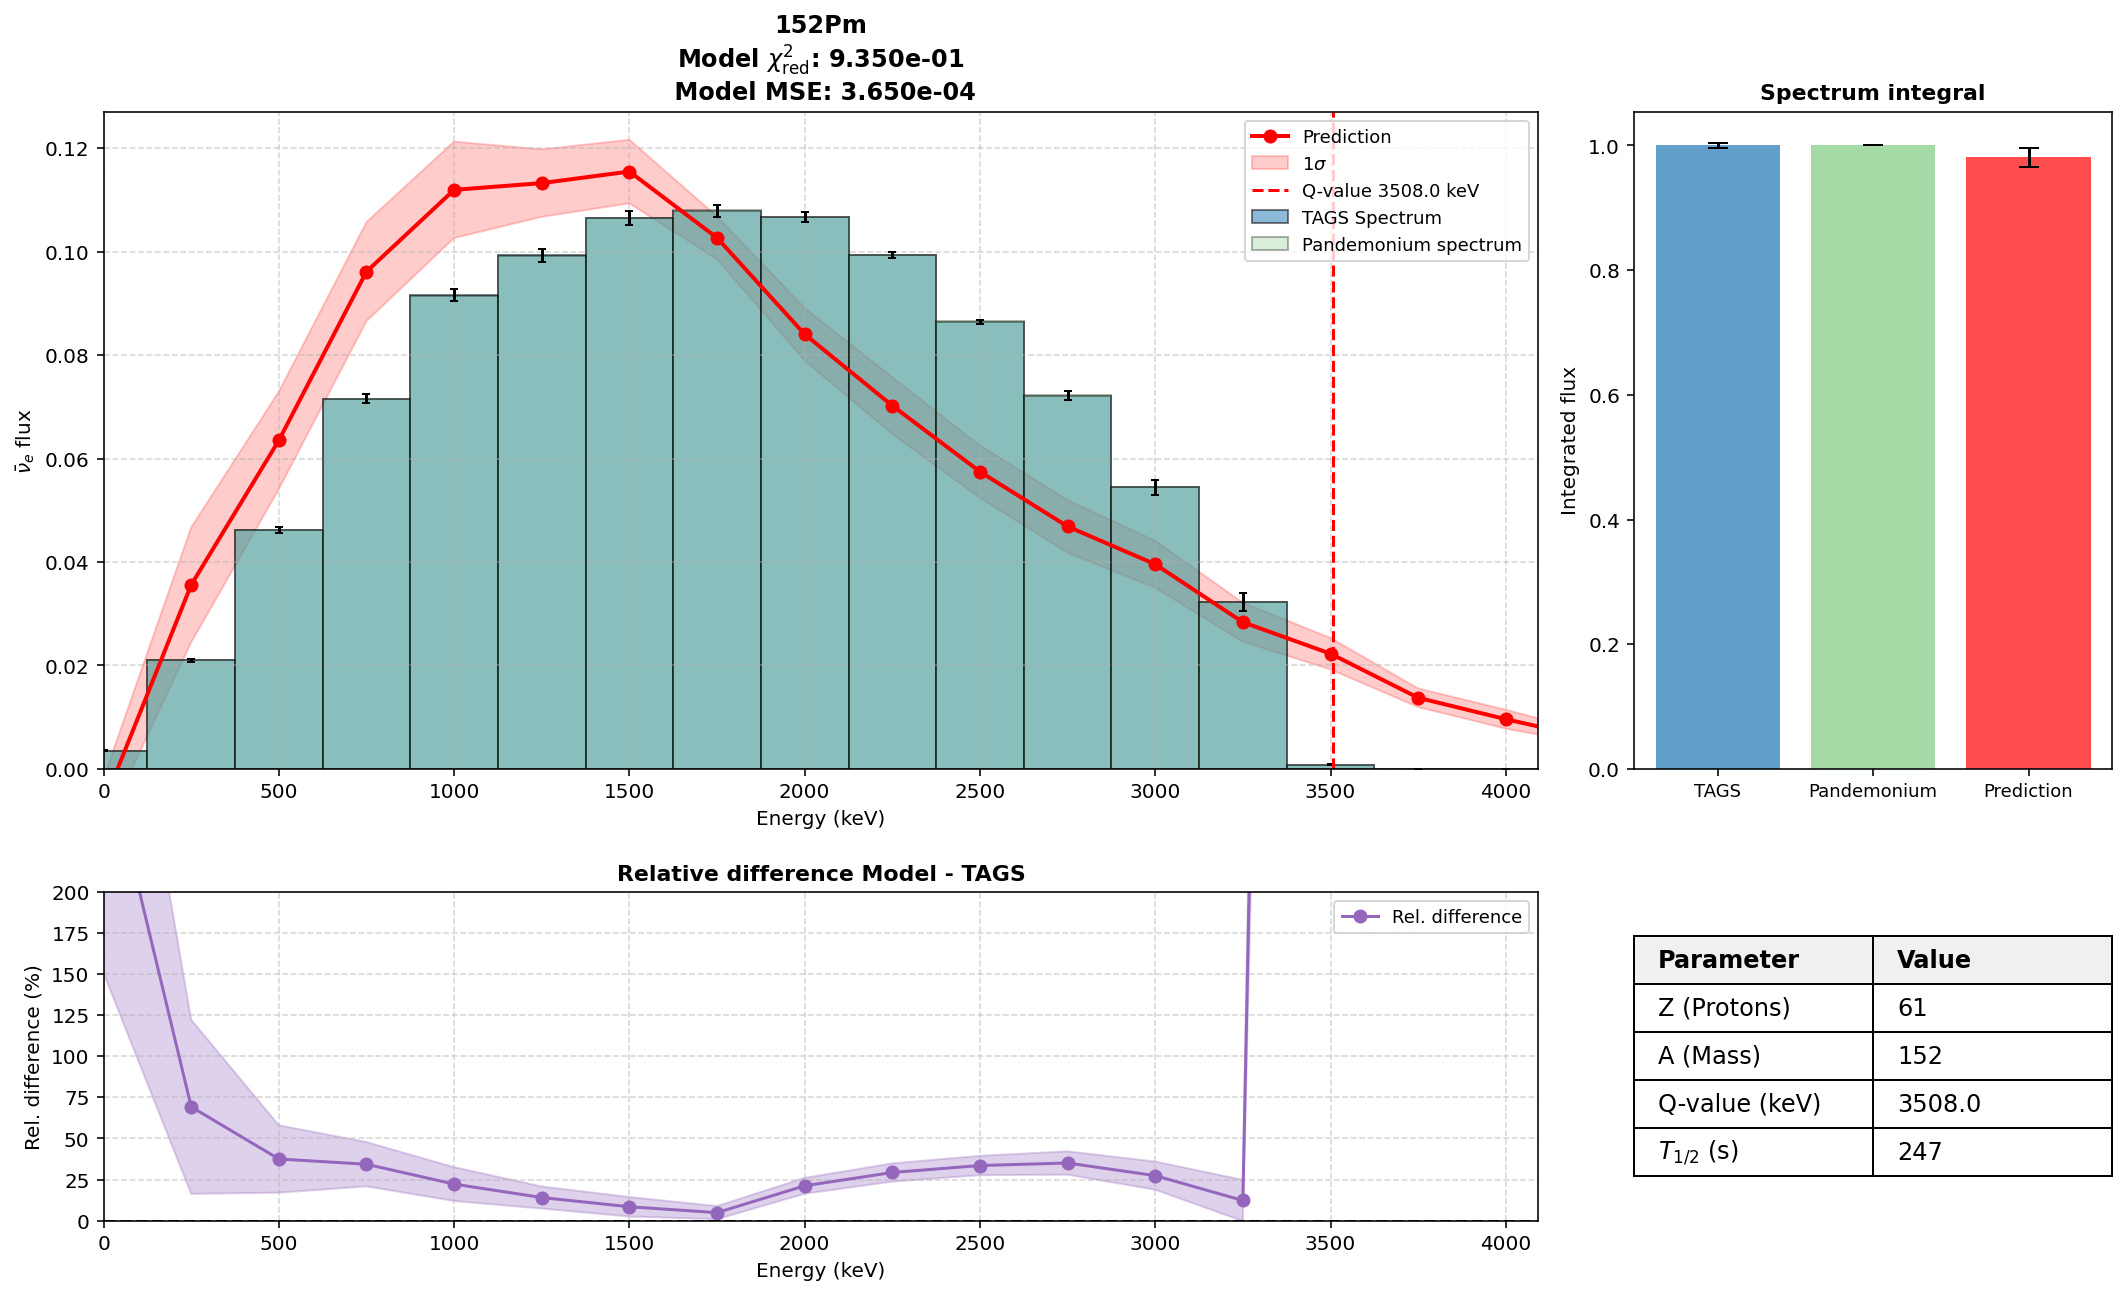 152Pm
Model χ²red: 9.350e-01
Model MSE: 3.650e-04
Spectrum integral
Prediction
1σ
Q-value 3508.0 keV
TAGS Spectrum
Pandemonium spectrum
ν̄e flux
0.12
0.10
0.08
0.06
0.04
0.02
0.00
0 500 1000 1500 2000 2500 3000 3500 4000
Energy (keV)
Integrated flux
1.0
0.8
0.6
0.4
0.2
0.0
TAGS Pandemonium Prediction
Relative difference Model - TAGS
Rel. difference
Rel. difference (%)
200
175
150
125
100
75
50
25
0
0 500 1000 1500 2000 2500 3000 3500 4000
Energy (keV)
Parameter Value
Z (Protons) 61
A (Mass) 152
Q-value (keV) 3508.0
T1/2 (s) 247